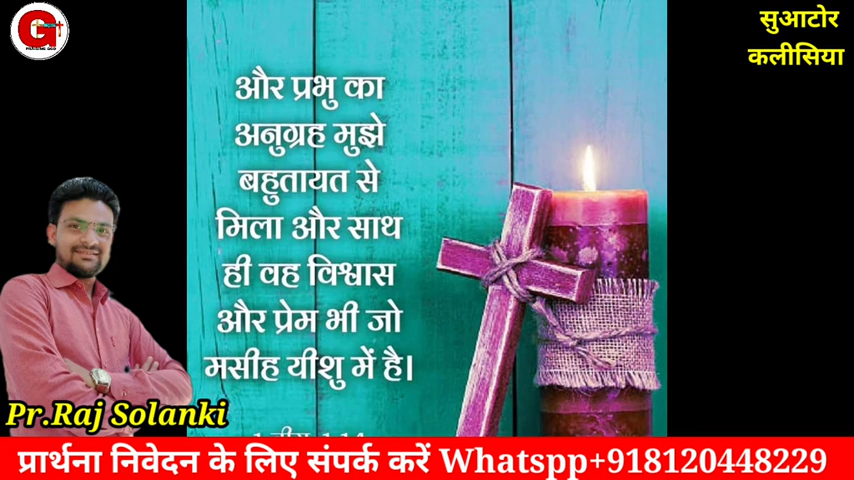 सुआटोर
कलीसिया
और प्रभु का
अनुग्रह मुझे
बहुतायत से
मिला और साथ
ही वह विश्वास
और प्रेम भी जो
मसीह यीशु में है।
Pr.Raj Solanki
प्रार्थना निवेदन के लिए संपर्क करें Whatspp+918120448229